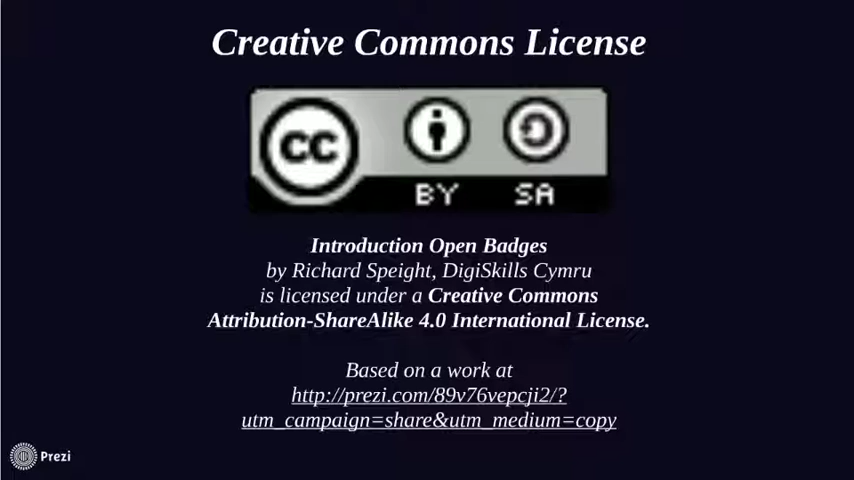 Creative Commons License
cc
BY SA
Introduction Open Badges
by Richard Speight, DigiSkills Cymru
is licensed under a Creative Commons
Attribution-ShareAlike 4.0 International License.
Based on a work at
http://prezi.com/89v76vepcji2/?
utm_campaign=share&utm_medium=copy
Prezi